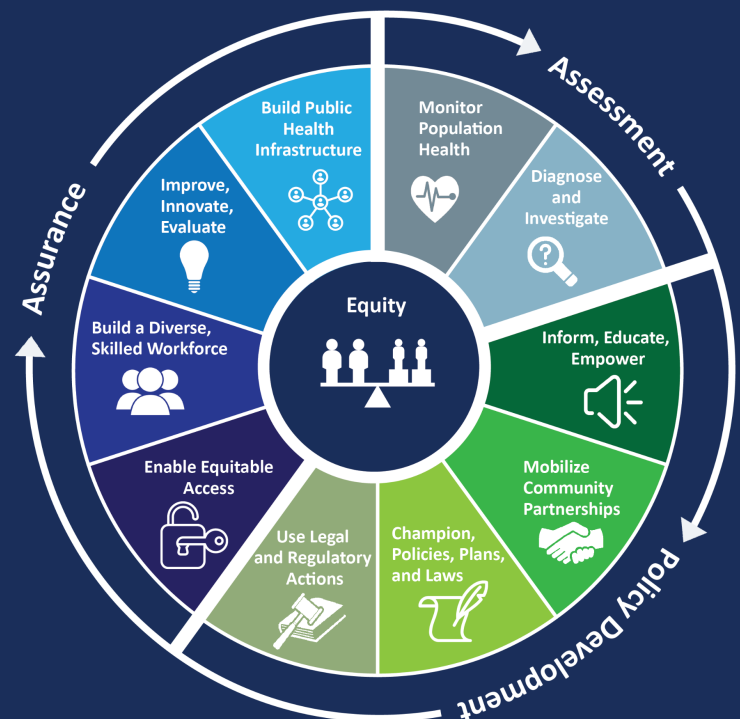 Assessment
Monitor
Population
Health
Diagnose
and
Investigate
Policy Development
Inform, Educate,
Empower
Mobilize
Community
Partnerships
Champion,
Policies, Plans,
and Laws
Use Legal
and Regulatory
Actions
Assurance
Enable Equitable
Access
Build a Diverse,
Skilled Workforce
Improve,
Innovate,
Evaluate
Build Public
Health
Infrastructure
Equity
?